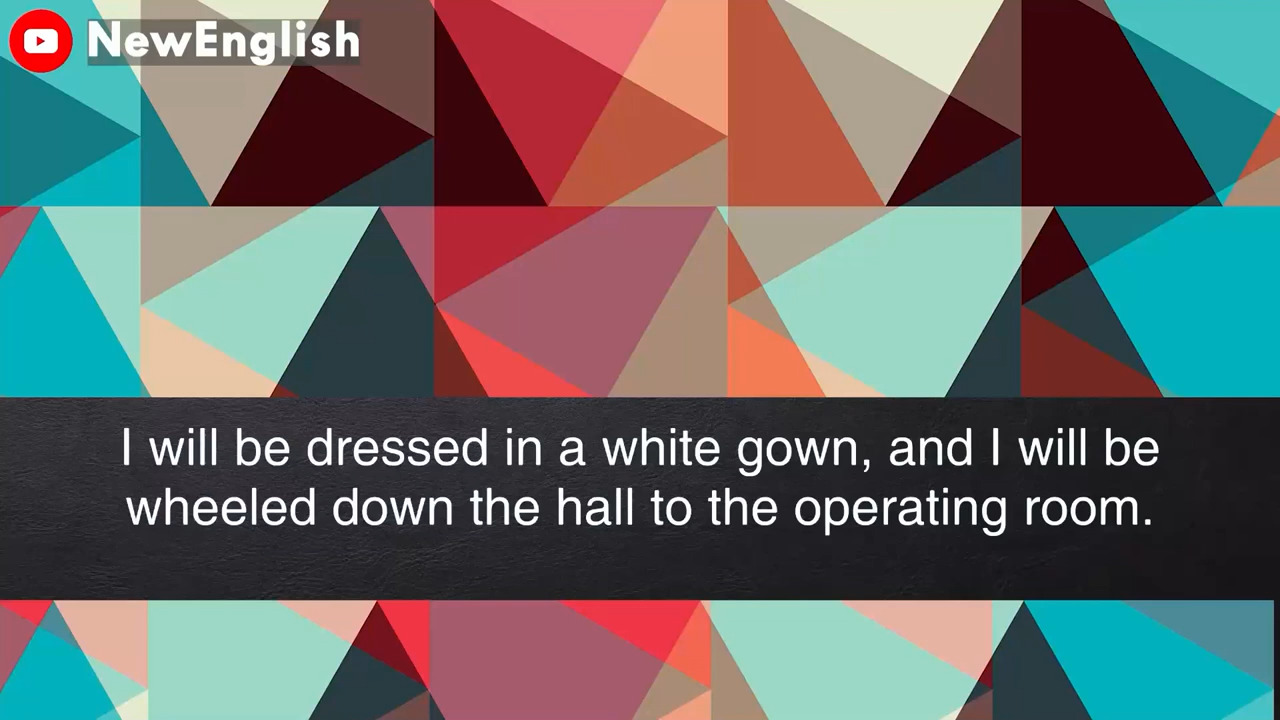 NewEnglish
I will be dressed in a white gown, and I will be
wheeled down the hall to the operating room.